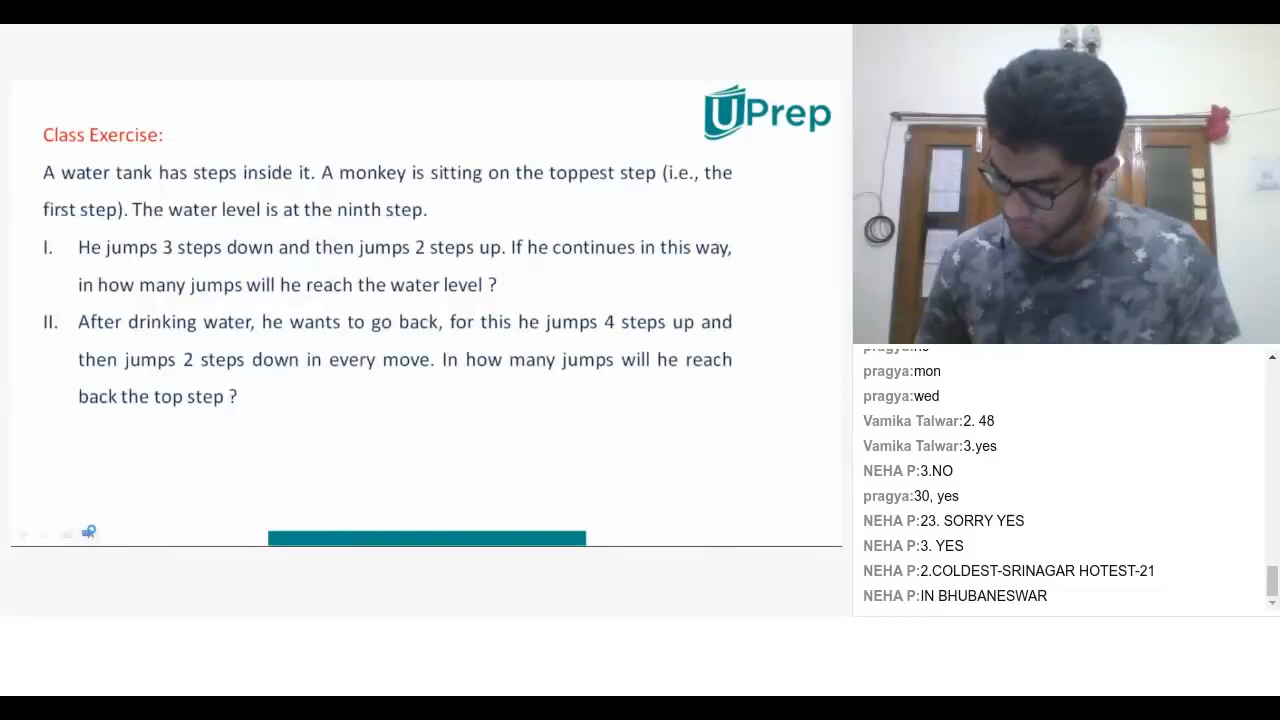 UPrep
Class Exercise:
A water tank has steps inside it. A monkey is sitting on the toppest step (i.e., the
first step). The water level is at the ninth step.
I. He jumps 3 steps down and then jumps 2 steps up. If he continues in this way,
in how many jumps will he reach the water level ?
II. After drinking water, he wants to go back, for this he jumps 4 steps up and
then jumps 2 steps down in every move. In how many jumps will he reach
back the top step ?
pragya:
pragya:mon
pragya:wed
Vamika Talwar:2. 48
Vamika Talwar:3.yes
NEHA P:3.NO
pragya:30, yes
NEHA P:23. SORRY YES
NEHA P:3. YES
NEHA P:2.COLDEST-SRINAGAR HOTEST-21
NEHA P:IN BHUBANESWAR